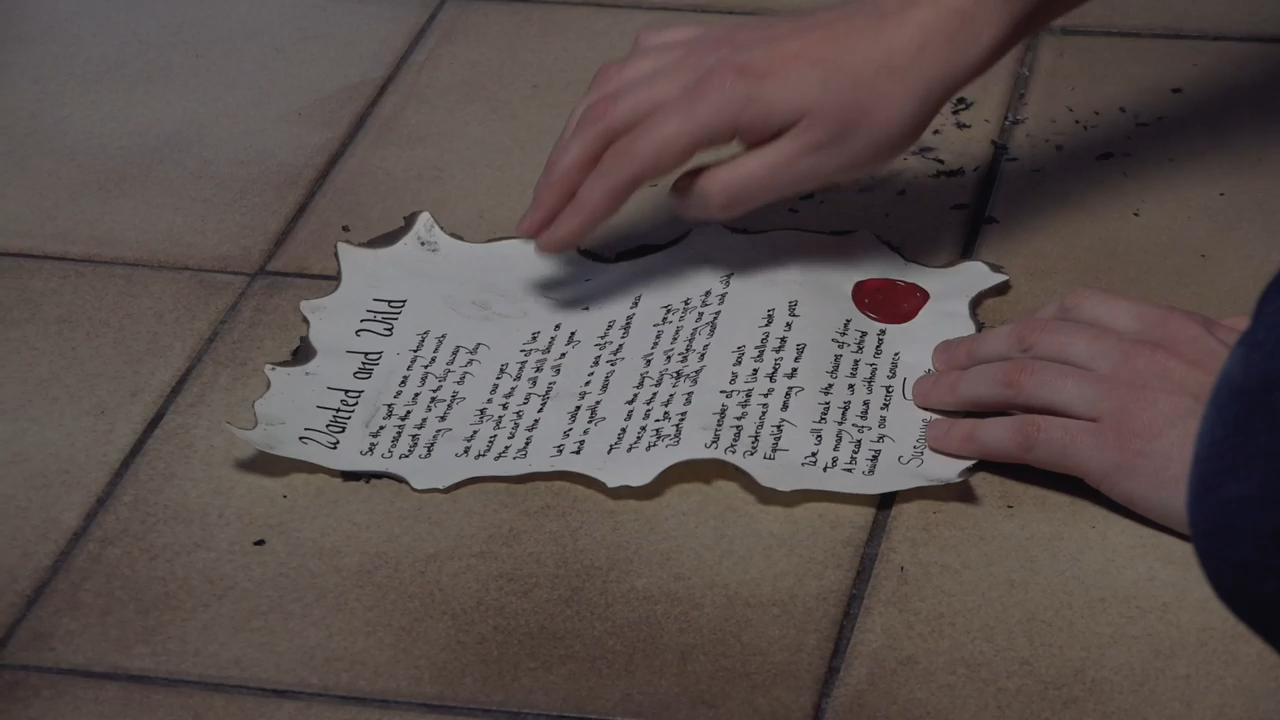 Wanted and Wild
See the spot no one may touch
Crossed the line way too much
Resist the urge to slip away
Getting stronger day by day
See the light in our eyes
Faces pale at the sound of lies
The scarlet log will still shine on
When the masters will be gone
Let us wake up in a sea of trees
And in gentle waves of the endless sea
These are the days we'll never forget
These are the days we'll never regret
Fight for the right, defending our pride
Wanted and wild, we're wanted and wild
Surrender of our souls
Dread to think like shallow holes
Restrained to others that we pass
Equality among the mass
We will break the chains of time
Too many trends we leave behind
A break of dawn without remorse
Guided by our secret source
Susanne